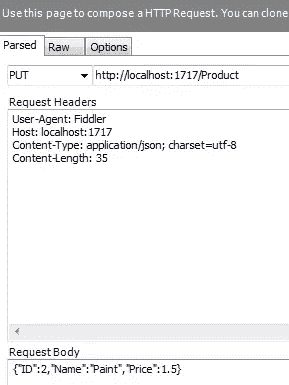 Use this page to compose a HTTP Request. You can clone
Parsed Raw Options
PUT http://localhost:1717/Product
Request Headers
User-Agent: Fiddler
Host: localhost:1717
Content-Type: application/json; charset=utf-8
Content-Length: 35
Request Body
{"ID":2,"Name":"Paint","Price":1.5}